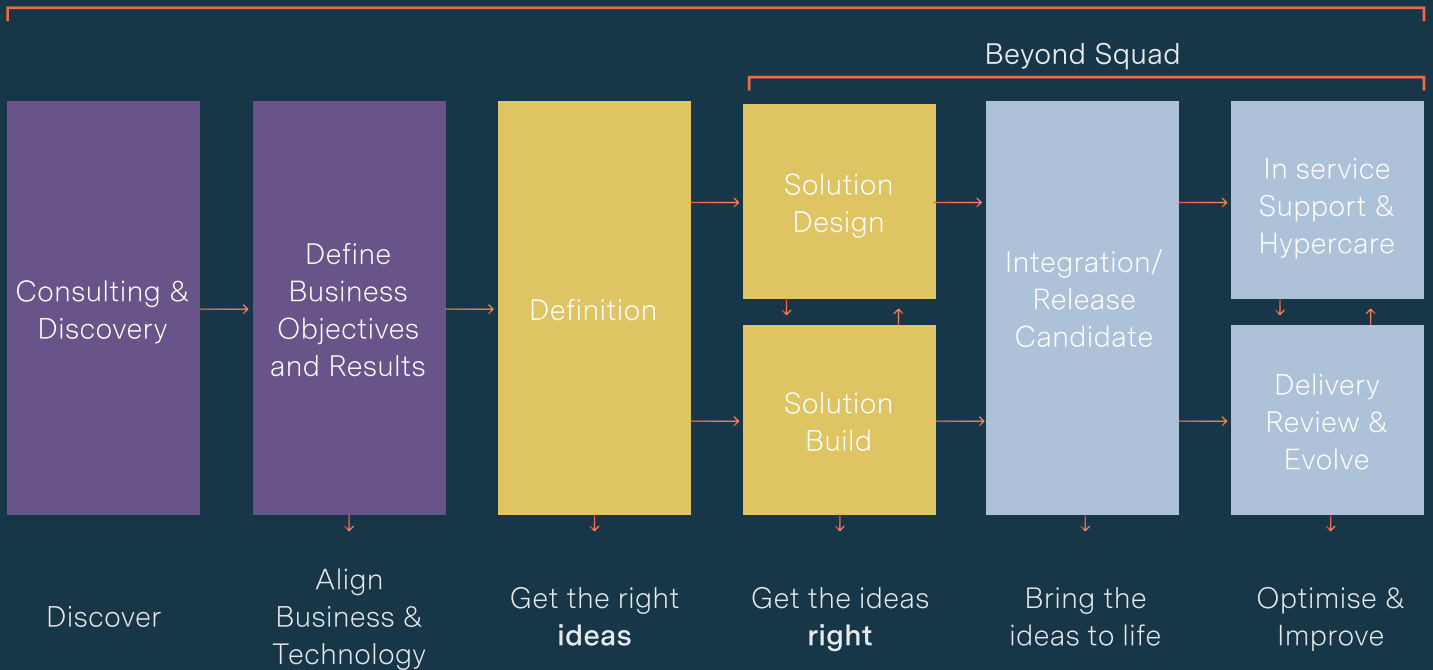 Beyond Squad
Consulting &
Discovery
Define
Business
Objectives
and Results
Definition
Solution
Design
Solution
Build
Integration/
Release
Candidate
In service
Support &
Hypercare
Delivery
Review &
Evolve
Discover
Align
Business &
Technology
Get the right
ideas
Get the ideas
right
Bring the
ideas to life
Optimise &
Improve